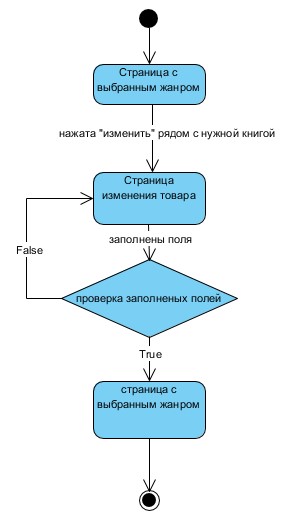 Страница с
выбранным жанром
нажата "изменить" рядом с нужной книгой
Страница
изменения товара
заполнены поля
False
проверка заполненых полей
True
страница с
выбранным жанром